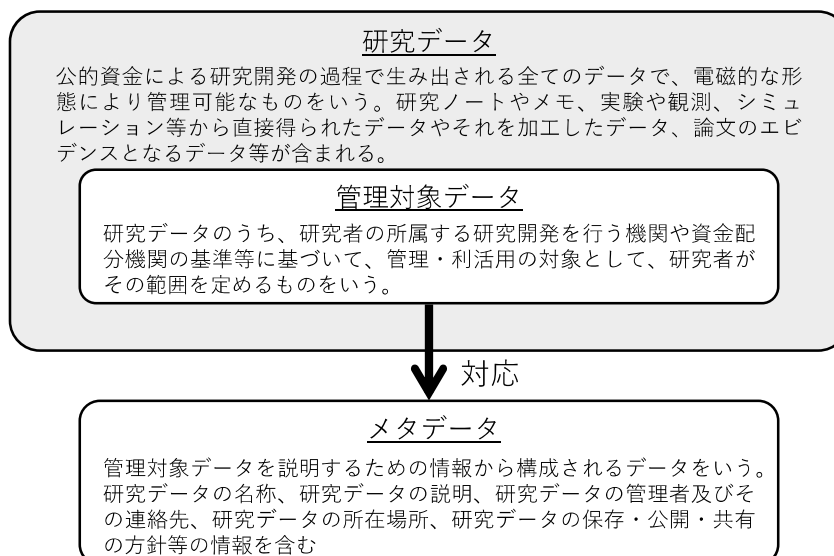 研究データ
公的資金による研究開発の過程で生み出される全てのデータで、電磁的な形
態により管理可能なものをいう。研究ノートやメモ、実験や観測、シミュ
レーション等から直接得られたデータやそれを加工したデータ、論文のエビ
デンスとなるデータ等が含まれる。
管理対象データ
研究データのうち、研究者の所属する研究開発を行う機関や資金配
分機関の基準等に基づいて、管理・利活用の対象として、研究者が
その範囲を定めるものをいう。
対応
メタデータ
管理対象データを説明するための情報から構成されるデータをいう。
研究データの名称、研究データの説明、研究データの管理者及びそ
の連絡先、研究データの所在場所、研究データの保存・公開・共有
の方針等の情報を含む